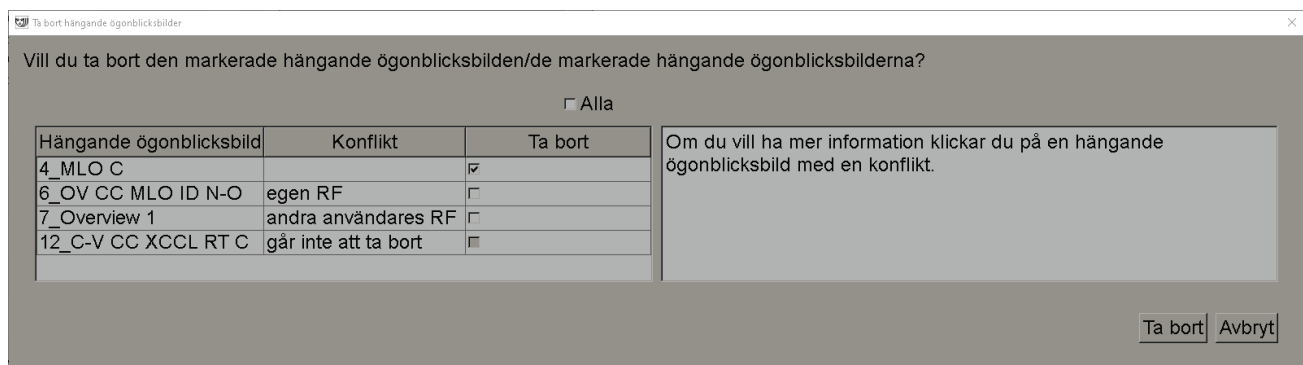 Ta bort hängande ögonblicksbilder
Vill du ta bort den markerade hängande ögonblicksbilden/de markerade hängande ögonblicksbilderna?
Alla
Hängande ögonblicksbild Konflikt Ta bort
4_MLO C
6_OV CC MLO ID N-O egen RF
7_Overview 1 andra användares RF
12_C-V CC XCCL RT C går inte att ta bort
Om du vill ha mer information klickar du på en hängande
ögonblicksbild med en konflikt.
Ta bort Avbryt